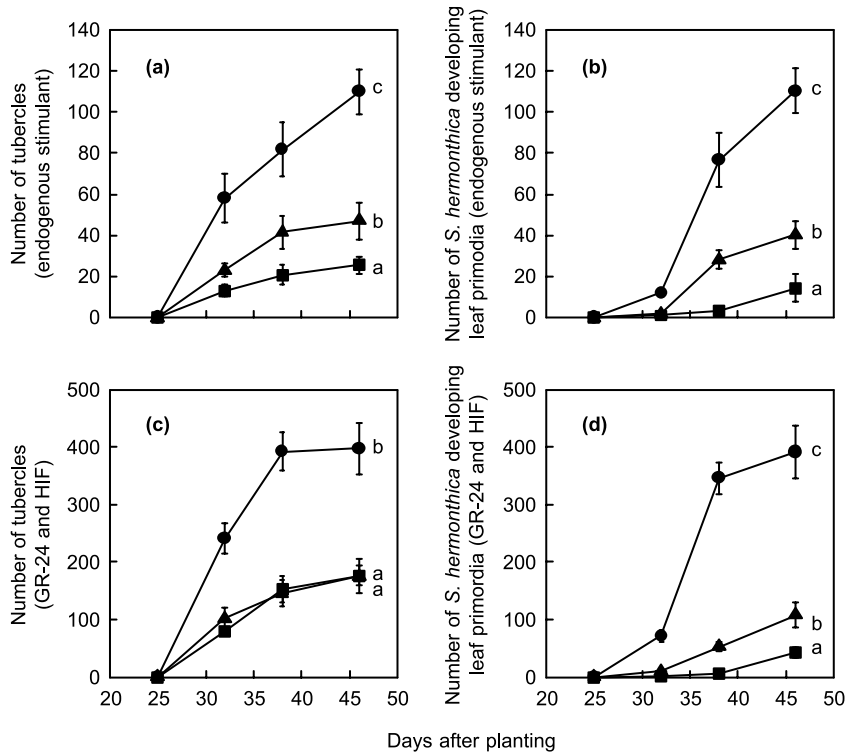 (a)
Number of tubercles
(endogenous stimulant)
140
120
100
80
60
40
20
0
c
b
a
(b)
Number of S. hermonthica developing
leaf primodia (endogenous stimulant)
140
120
100
80
60
40
20
0
c
b
a
(c)
Number of tubercles
(GR-24 and HIF)
500
400
300
200
100
0
b
a
a
20 25 30 35 40 45 50
(d)
Number of S. hermonthica developing
leaf primordia (GR-24 and HIF)
500
400
300
200
100
0
c
b
a
20 25 30 35 40 45 50
Days after planting